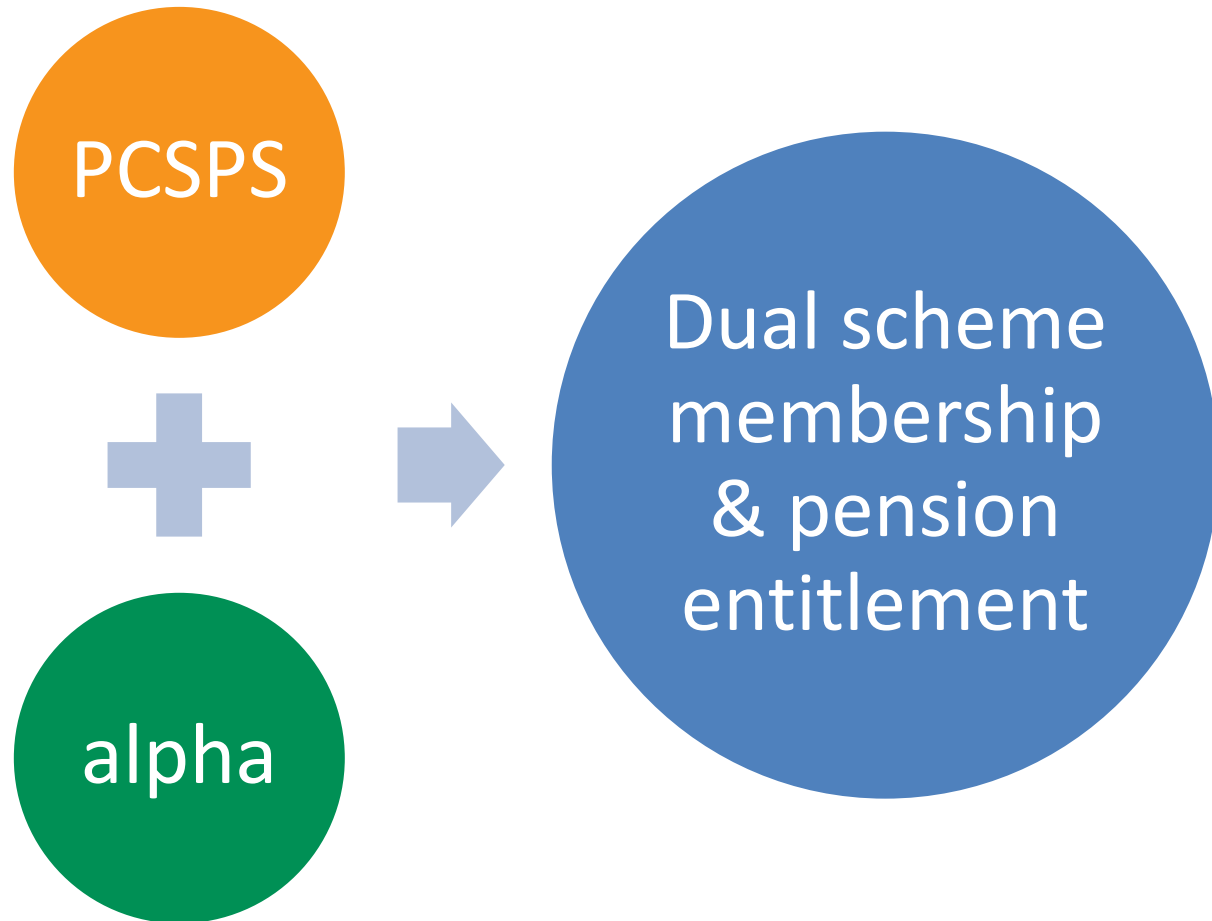 PCSPS
alpha
Dual scheme
membership
& pension
entitlement